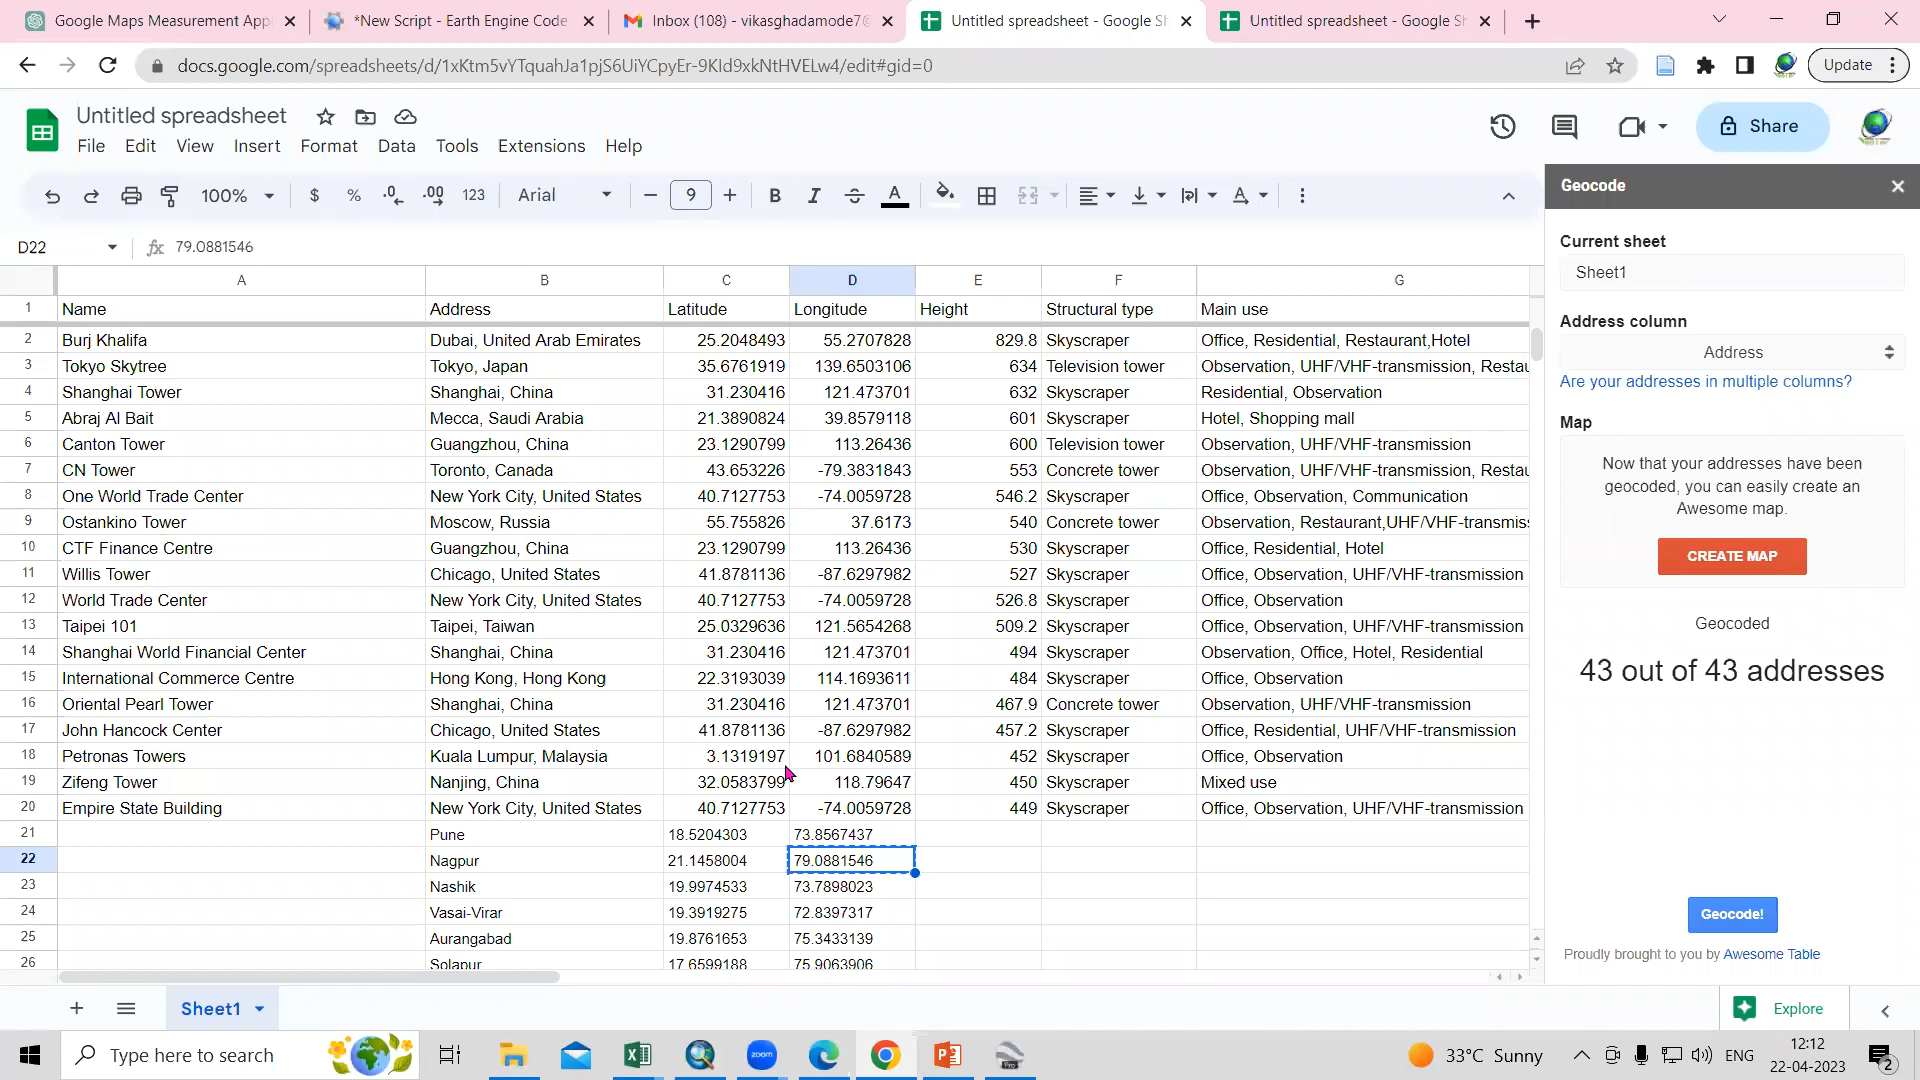 Google Maps Measurement App
*New Script - Earth Engine Code
Inbox (108) - vikasghadamode7@
Untitled spreadsheet - Google Sh
Untitled spreadsheet - Google Sh
docs.google.com/spreadsheets/d/1xKtm5vYTquahJa1pjS6UiYCpyEr-9KId9xkNtHVELw4/edit#gid=0
Update
Untitled spreadsheet
File Edit View Insert Format Data Tools Extensions Help
Share
100% $ % .0 .00 123 Arial 9 B I A
D22 fx 79.0881546
A B C D E F G
1 Name Address Latitude Longitude Height Structural type Main use
2 Burj Khalifa Dubai, United Arab Emirates 25.2048493 55.2707828 829.8 Skyscraper Office, Residential, Restaurant,Hotel
3 Tokyo Skytree Tokyo, Japan 35.6761919 139.6503106 634 Television tower Observation, UHF/VHF-transmission, Restau
4 Shanghai Tower Shanghai, China 31.230416 121.473701 632 Skyscraper Residential, Observation
5 Abraj Al Bait Mecca, Saudi Arabia 21.3890824 39.8579118 601 Skyscraper Hotel, Shopping mall
6 Canton Tower Guangzhou, China 23.1290799 113.26436 600 Television tower Observation, UHF/VHF-transmission
7 CN Tower Toronto, Canada 43.653226 -79.3831843 553 Concrete tower Observation, UHF/VHF-transmission, Restau
8 One World Trade Center New York City, United States 40.7127753 -74.0059728 546.2 Skyscraper Office, Observation, Communication
9 Ostankino Tower Moscow, Russia 55.755826 37.6173 540 Concrete tower Observation, Restaurant,UHF/VHF-transmis
10 CTF Finance Centre Guangzhou, China 23.1290799 113.26436 530 Skyscraper Office, Residential, Hotel
11 Willis Tower Chicago, United States 41.8781136 -87.6297982 527 Skyscraper Office, Observation, UHF/VHF-transmission
12 World Trade Center New York City, United States 40.7127753 -74.0059728 526.8 Skyscraper Office, Observation
13 Taipei 101 Taipei, Taiwan 25.0329636 121.5654268 509.2 Skyscraper Office, Observation, UHF/VHF-transmission
14 Shanghai World Financial Center Shanghai, China 31.230416 121.473701 494 Skyscraper Observation, Office, Hotel, Residential
15 International Commerce Centre Hong Kong, Hong Kong 22.3193039 114.1693611 484 Skyscraper Office, Observation
16 Oriental Pearl Tower Shanghai, China 31.230416 121.473701 467.9 Concrete tower Observation, UHF/VHF-transmission
17 John Hancock Center Chicago, United States 41.8781136 -87.6297982 457.2 Skyscraper Office, Residential, UHF/VHF-transmission
18 Petronas Towers Kuala Lumpur, Malaysia 3.1319197 101.6840589 452 Skyscraper Office, Observation
19 Zifeng Tower Nanjing, China 32.0583799 118.79647 450 Skyscraper Mixed use
20 Empire State Building New York City, United States 40.7127753 -74.0059728 449 Skyscraper Office, Observation, UHF/VHF-transmission
21 Pune 18.5204303 73.8567437
22 Nagpur 21.1458004 79.0881546
23 Nashik 19.9974533 73.7898023
24 Vasai-Virar 19.3919275 72.8397317
25 Aurangabad 19.8761653 75.3433139
26 Solapur 17.6599188 75.9063906
Geocode
Current sheet
Sheet1
Address column
Address
Are your addresses in multiple columns?
Map
Now that your addresses have been
geocoded, you can easily create an
Awesome map.
CREATE MAP
Geocoded
43 out of 43 addresses
Geocode!
Proudly brought to you by Awesome Table
Sheet1
Explore
Type here to search
zoom
33°C Sunny
ENG
12:12
22-04-2023
2